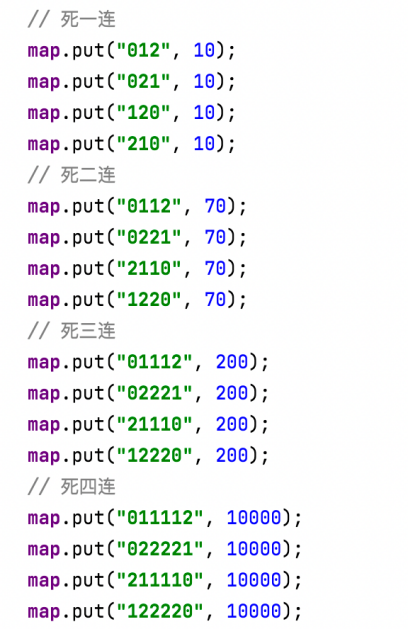 // 死一连
map.put("012", 10);
map.put("021", 10);
map.put("120", 10);
map.put("210", 10);
// 死二连
map.put("0112", 70);
map.put("0221", 70);
map.put("2110", 70);
map.put("1220", 70);
// 死三连
map.put("01112", 200);
map.put("02221", 200);
map.put("21110", 200);
map.put("12220", 200);
// 死四连
map.put("011112", 10000);
map.put("022221", 10000);
map.put("211110", 10000);
map.put("122220", 10000);